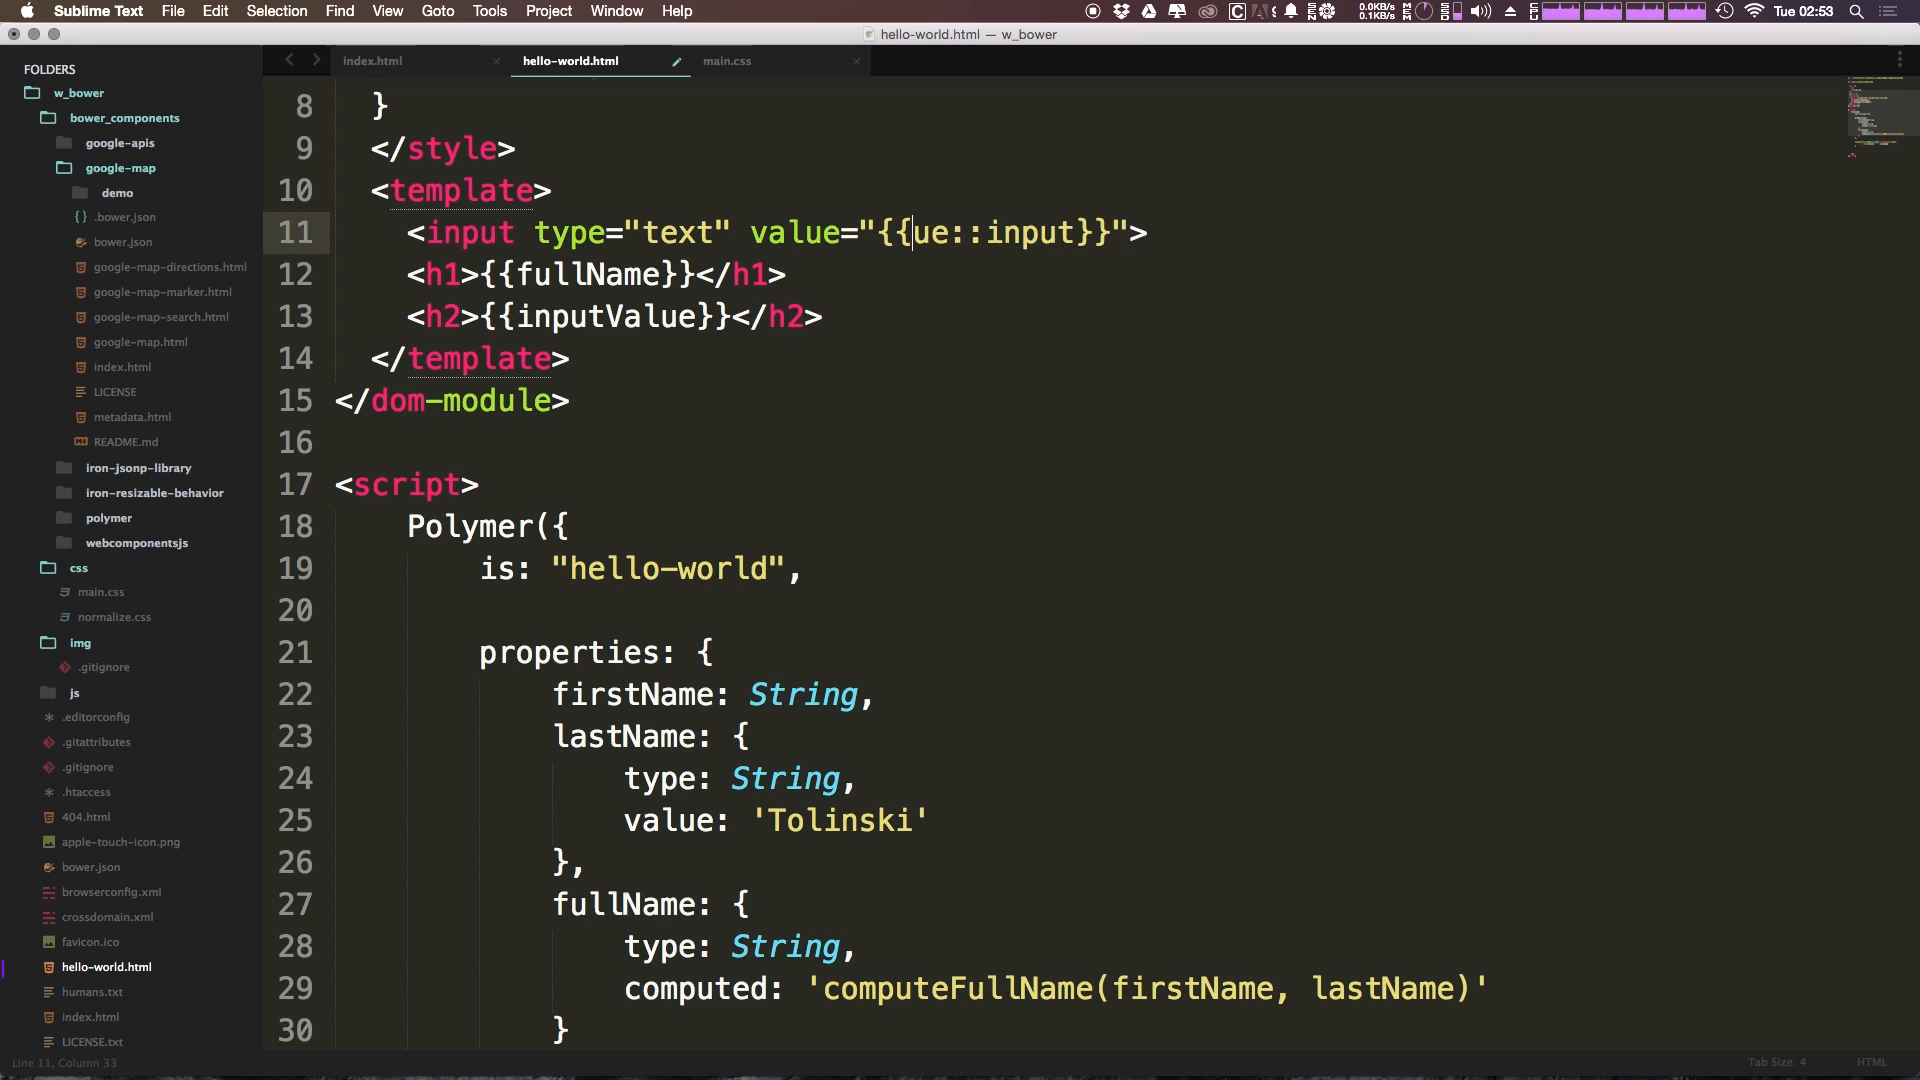 Sublime Text File Edit Selection Find View Goto Tools Project Window Help 0.0KB/s 0.1KB/s Tue 02:53
hello-world.html — w_bower
FOLDERS
w_bower
bower_components
google-apis
google-map
demo
.bower.json
bower.json
google-map-directions.html
google-map-marker.html
google-map-search.html
google-map.html
index.html
LICENSE
metadata.html
README.md
iron-jsonp-library
iron-resizable-behavior
polymer
webcomponentsjs
css
main.css
normalize.css
img
.gitignore
js
.editorconfig
.gitattributes
.gitignore
.htaccess
404.html
apple-touch-icon.png
bower.json
browserconfig.xml
crossdomain.xml
favicon.ico
hello-world.html
humans.txt
index.html
LICENSE.txt
index.html hello-world.html main.css
8 }
9 </style>
10 <template>
11 <input type="text" value="{{ue::input}}">
12 <h1>{{fullName}}</h1>
13 <h2>{{inputValue}}</h2>
14 </template>
15 </dom-module>
16
17 <script>
18 Polymer({
19 is: "hello-world",
20
21 properties: {
22 firstName: String,
23 lastName: {
24 type: String,
25 value: 'Tolinski'
26 },
27 fullName: {
28 type: String,
29 computed: 'computeFullName(firstName, lastName)'
30 }
Line 11, Column 33 Tab Size: 4 HTML